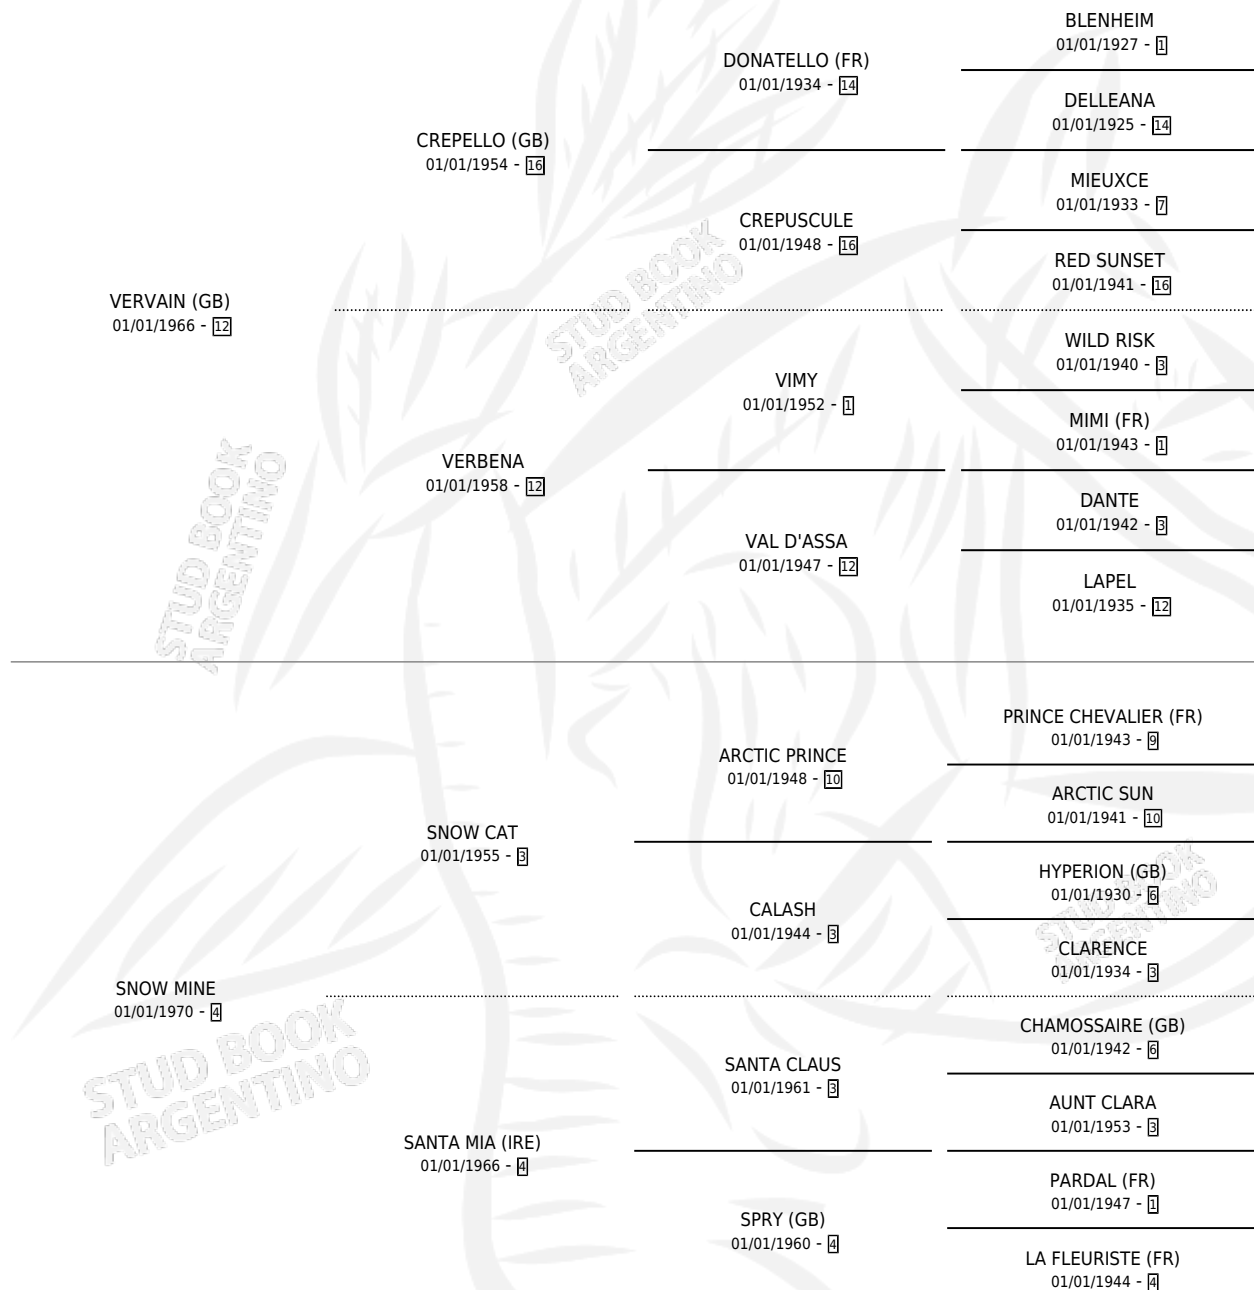 BLENHEIM
01/01/1927 - 1
DONATELLO (FR)
01/01/1934 - 14
DELLEANA
01/01/1925 - 14
CREPELLO (GB)
01/01/1954 - 16
MIEUXCE
01/01/1933 - 7
CREPUSCULE
01/01/1948 - 16
RED SUNSET
01/01/1941 - 16
VERVAIN (GB)
01/01/1966 - 12
STUD BOOK
ARGENTINO
WILD RISK
01/01/1940 - 3
VIMY
01/01/1952 - 1
MIMI (FR)
01/01/1943 - 1
VERBENA
01/01/1958 - 12
DANTE
01/01/1942 - 3
VAL D'ASSA
01/01/1947 - 12
LAPEL
01/01/1935 - 12
STUD BOOK
ARGENTINO
PRINCE CHEVALIER (FR)
01/01/1943 - 9
ARCTIC PRINCE
01/01/1948 - 10
ARCTIC SUN
01/01/1941 - 10
SNOW CAT
01/01/1955 - 3
HYPERION (GB)
01/01/1930 - 6
CALASH
01/01/1944 - 3
CLARENCE
01/01/1934 - 3
STUD BOOK
ARGENTINO
SNOW MINE
01/01/1970 - 4
CHAMOSSAIRE (GB)
01/01/1942 - 6
SANTA CLAUS
01/01/1961 - 3
AUNT CLARA
01/01/1953 - 3
STUD BOOK
ARGENTINO
SANTA MIA (IRE)
01/01/1966 - 4
PARDAL (FR)
01/01/1947 - 1
SPRY (GB)
01/01/1960 - 4
LA FLEURISTE (FR)
01/01/1944 - 4